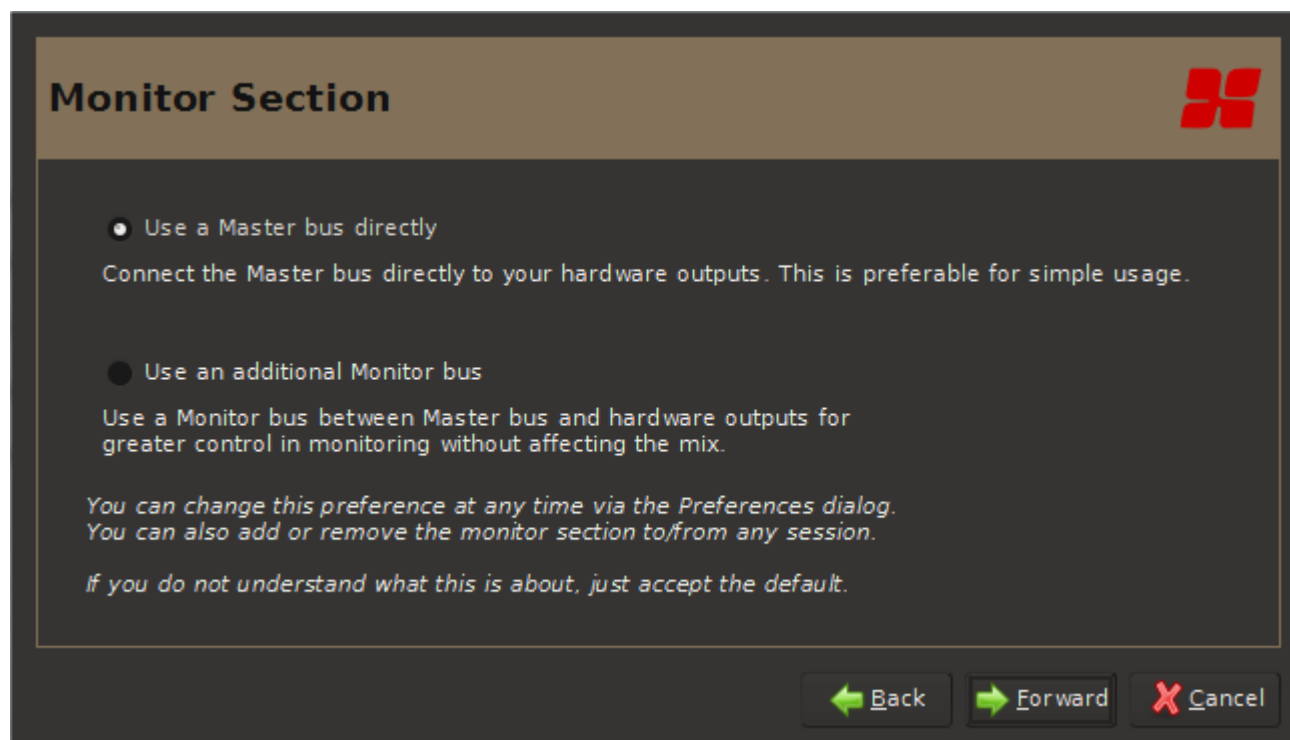 Monitor Section
Use a Master bus directly
Connect the Master bus directly to your hardware outputs. This is preferable for simple usage.
Use an additional Monitor bus
Use a Monitor bus between Master bus and hardware outputs for
greater control in monitoring without affecting the mix.
You can change this preference at any time via the Preferences dialog.
You can also add or remove the monitor section to/from any session.
If you do not understand what this is about, just accept the default.
Back Forward Cancel